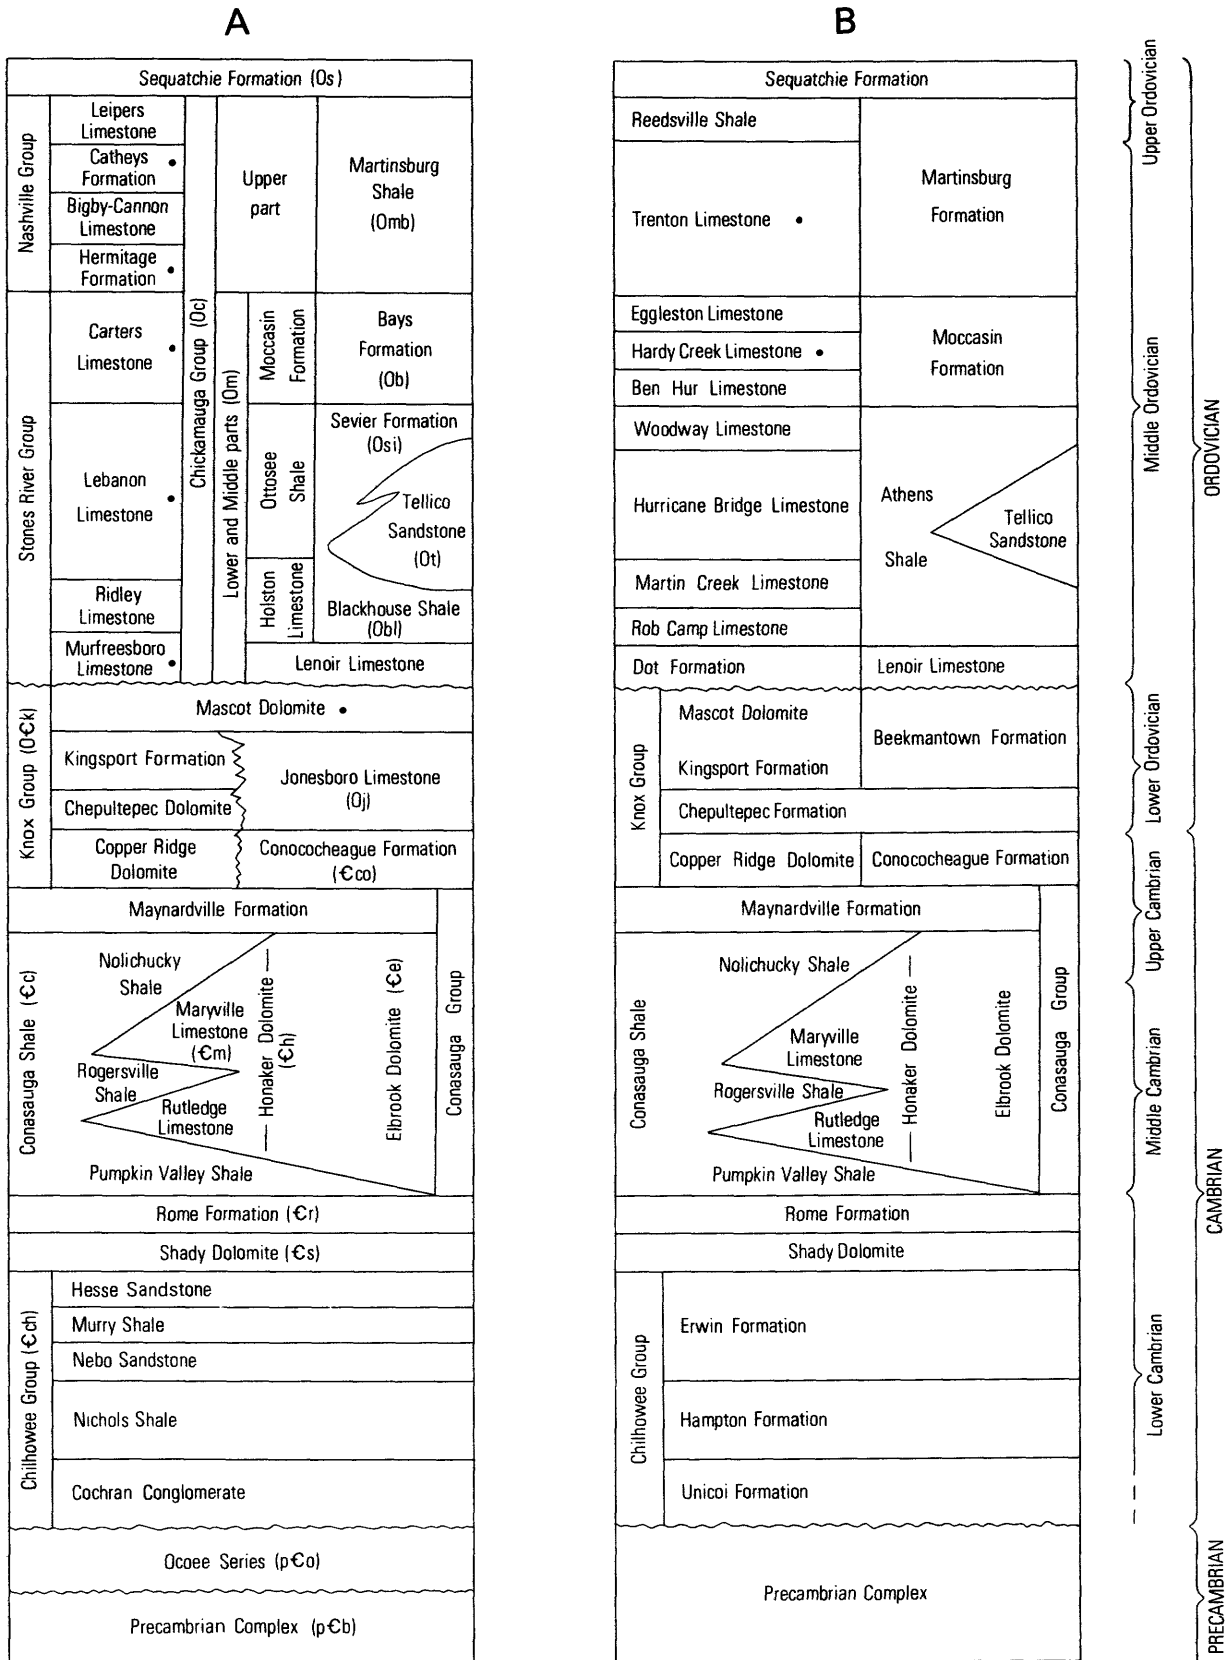 A
Sequatchie Formation (Os)
Nashville Group
Leipers
Limestone
Catheys
Formation
Bigby-Cannon
Limestone
Hermitage
Formation
Stones River Group
Carters
Limestone
Lebanon
Limestone
Ridley
Limestone
Murfreesboro
Limestone
Chickamauga Group (Oc)
Upper
part
Lower and Middle parts (Om)
Martinsburg
Shale
(Omb)
Moccasin
Formation
Bays
Formation
(Ob)
Ottosee
Shale
Sevier Formation
(Osi)
Tellico
Sandstone
(Ot)
Holston
Limestone
Blackhouse Shale
(Obl)
Lenoir Limestone
Knox Group (O€k)
Mascot Dolomite
Kingsport Formation
Chepultepec Dolomite
Jonesboro Limestone
(Oj)
Copper Ridge
Dolomite
Conococheague Formation
(€co)
Maynardville Formation
Conasauga Shale (€c)
Nolichucky
Shale
Maryville
Limestone
(€m)
Rogersville
Shale
Rutledge
Limestone
Pumpkin Valley Shale
Honaker Dolomite
(€h)
Elbrook Dolomite (€e)
Conasauga Group
Rome Formation (€r)
Shady Dolomite (€s)
Chilhowee Group (€ch)
Hesse Sandstone
Murry Shale
Nebo Sandstone
Nichols Shale
Cochran Conglomerate
Ocoee Series (p€o)
Precambrian Complex (p€b)
B
Sequatchie Formation
Reedsville Shale
Trenton Limestone
Martinsburg
Formation
Eggleston Limestone
Hardy Creek Limestone
Ben Hur Limestone
Moccasin
Formation
Woodway Limestone
Hurricane Bridge Limestone
Martin Creek Limestone
Rob Camp Limestone
Athens
Shale
Tellico
Sandstone
Dot Formation
Lenoir Limestone
Knox Group
Mascot Dolomite
Kingsport Formation
Beekmantown Formation
Chepultepec Formation
Copper Ridge Dolomite
Conococheague Formation
Maynardville Formation
Conasauga Shale
Nolichucky Shale
Maryville
Limestone
Rogersville Shale
Rutledge
Limestone
Pumpkin Valley Shale
Honaker Dolomite
Elbrook Dolomite
Conasauga Group
Rome Formation
Shady Dolomite
Chilhowee Group
Erwin Formation
Hampton Formation
Unicoi Formation
Precambrian Complex
Upper Ordovician
Middle Ordovician
Lower Ordovician
Upper Cambrian
Middle Cambrian
Lower Cambrian
ORDOVICIAN
CAMBRIAN
PRECAMBRIAN